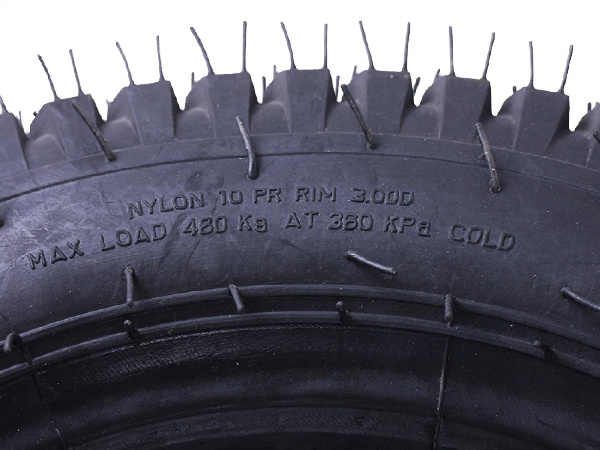 NYLON 10 PR RIM 3.00D
MAX LOAD 480 Kg AT 360 KPa COLD